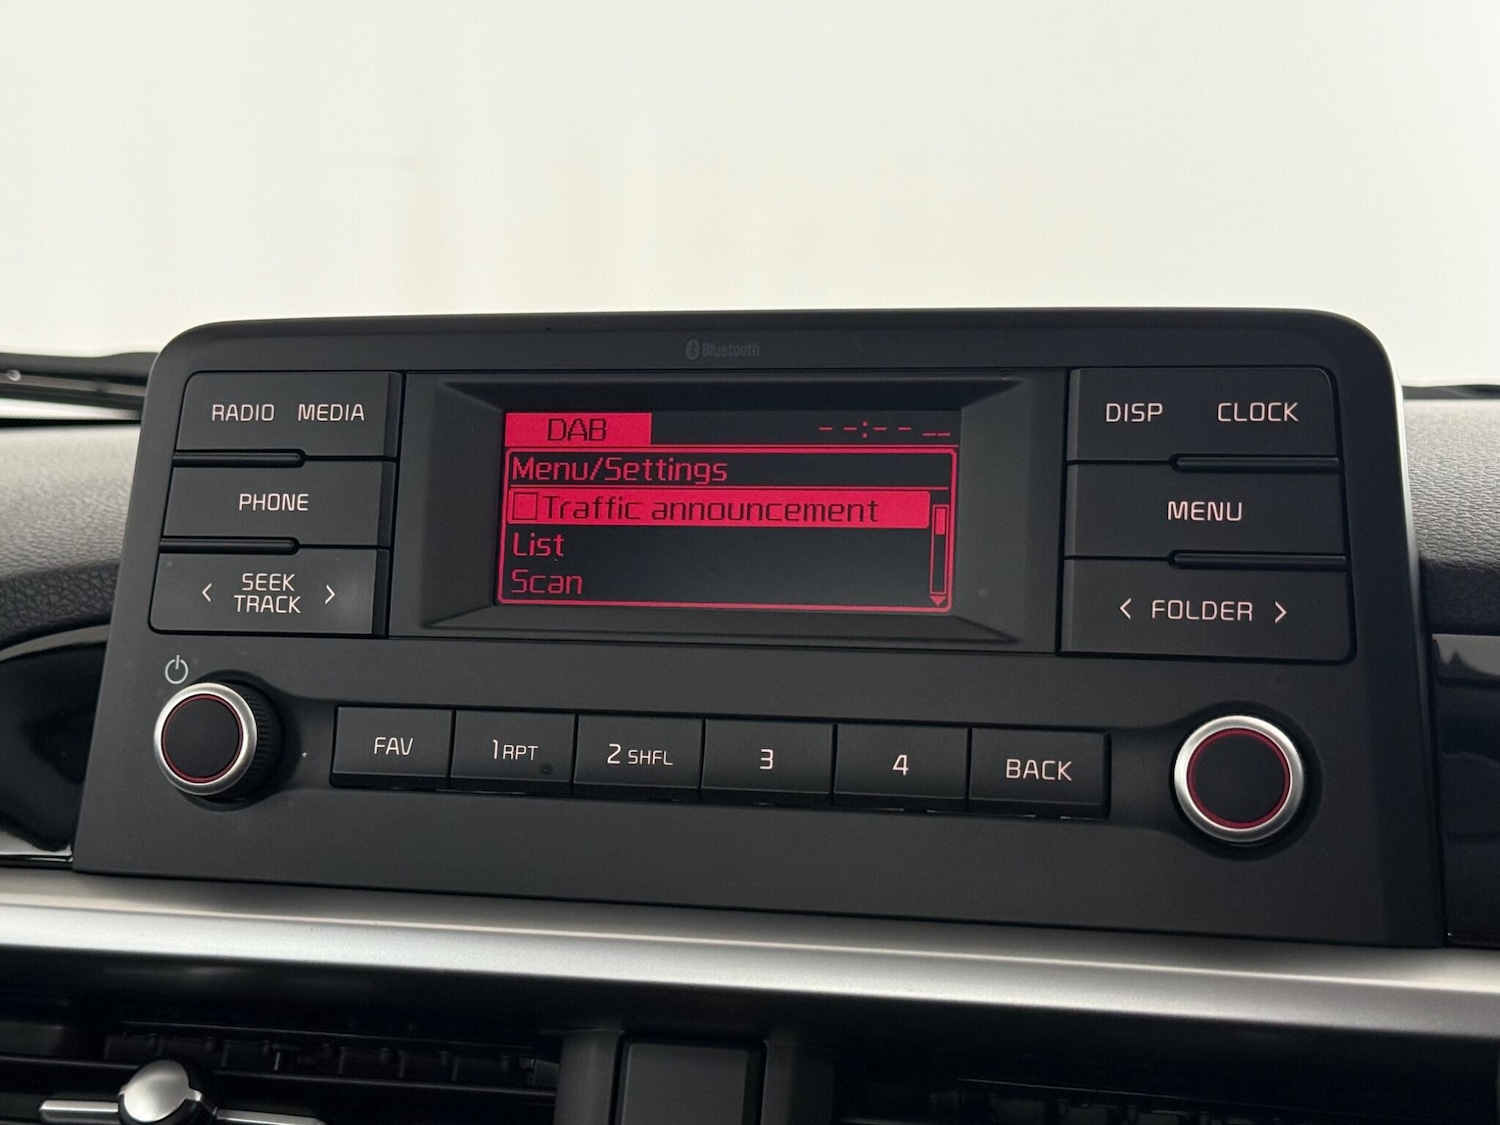 Bluetooth
RADIO MEDIA
PHONE
< SEEK TRACK >
DAB --:-- --
Menu/Settings
Traffic announcement
List
Scan
DISP CLOCK
MENU
< FOLDER >
FAV 1 RPT 2 SHFL 3 4 BACK